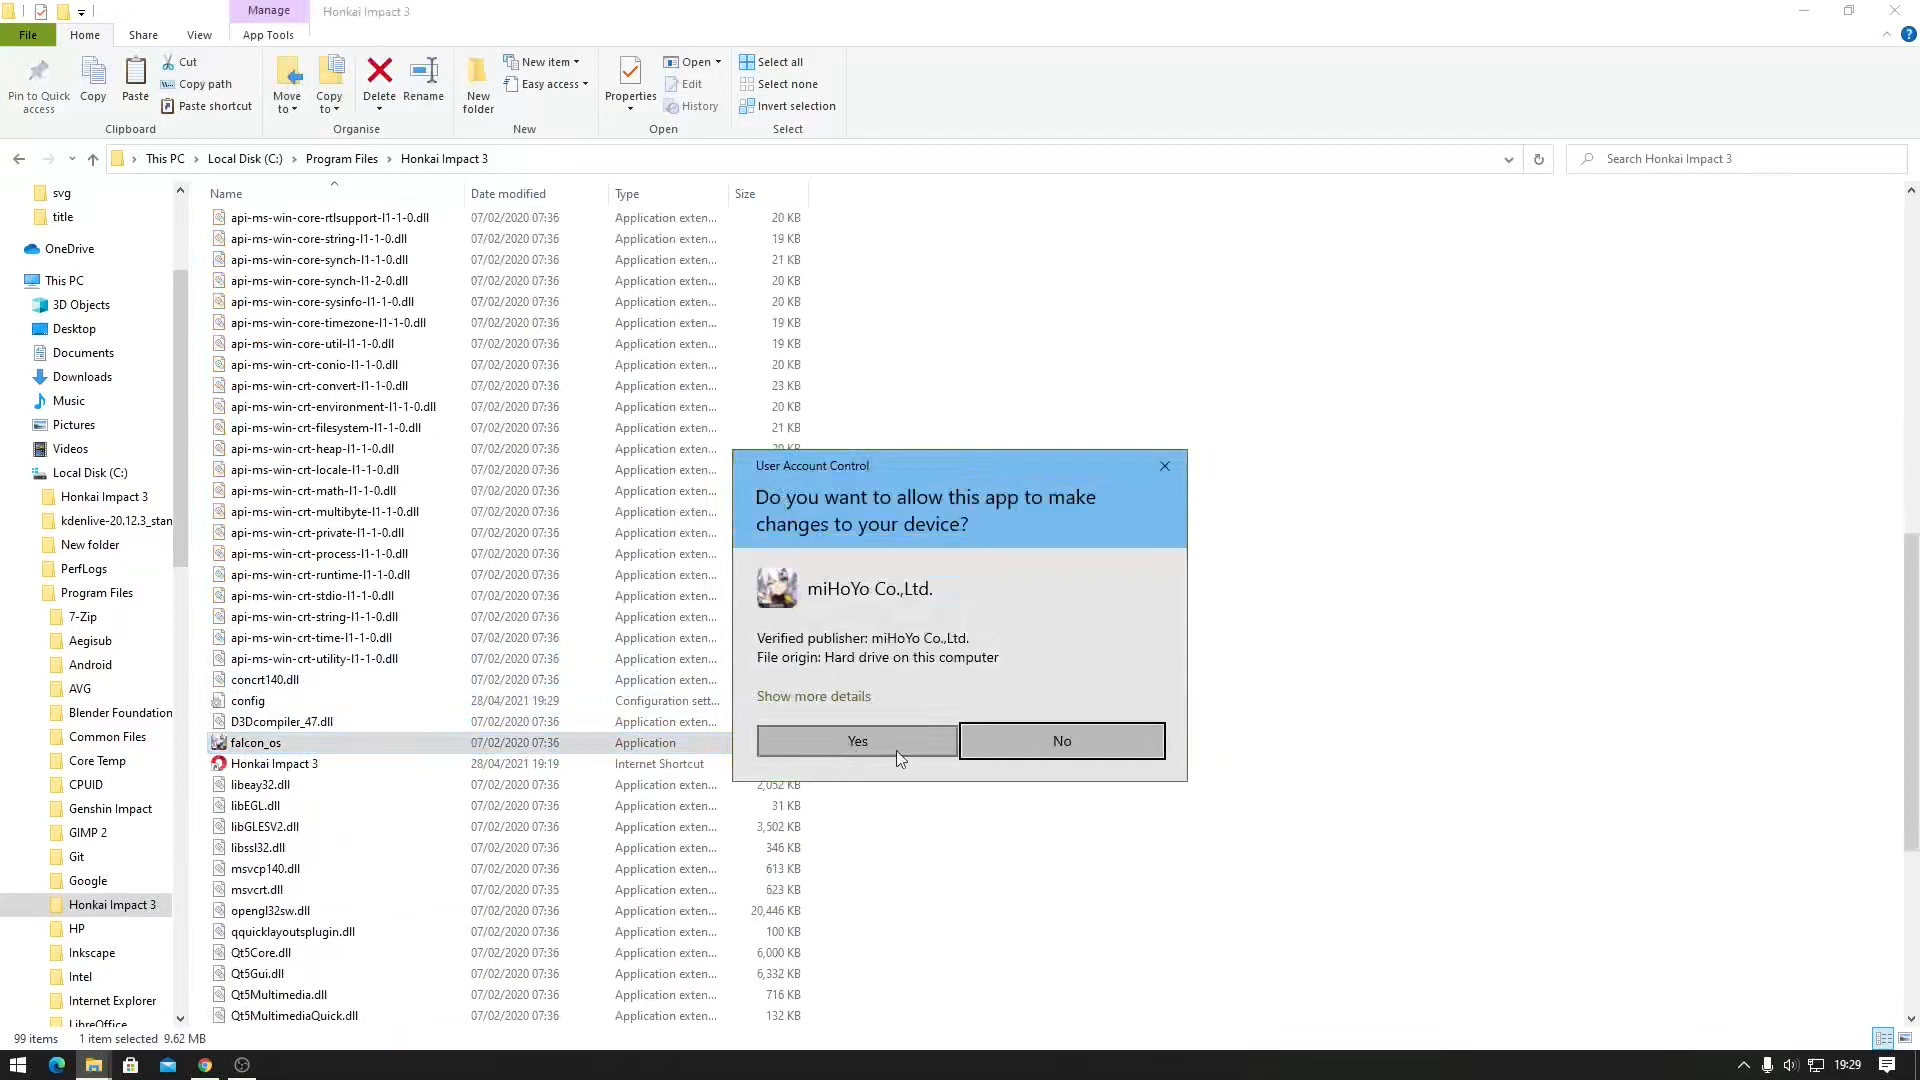 Manage
Honkai Impact 3
File
Home
Share
View
App Tools
Pin to Quick access
Copy
Paste
Cut
Copy path
Paste shortcut
Clipboard
Move to
Copy to
Delete
Rename
Organise
New folder
New item
Easy access
New
Properties
Open
Edit
History
Open
Select all
Select none
Invert selection
Select
This PC
Local Disk (C:)
Program Files
Honkai Impact 3
Search Honkai Impact 3
svg
title
OneDrive
This PC
3D Objects
Desktop
Documents
Downloads
Music
Pictures
Videos
Local Disk (C:)
Honkai Impact 3
kdenlive-20.12.3_stan
New folder
PerfLogs
Program Files
7-Zip
Aegisub
Android
AVG
Blender Foundation
Common Files
Core Temp
CPUID
Genshin Impact
GIMP 2
Git
Google
Honkai Impact 3
HP
Inkscape
Intel
Internet Explorer
LibreOffice
Name Date modified Type Size
api-ms-win-core-rtlsupport-l1-1-0.dll 07/02/2020 07:36 Application exten... 20 KB
api-ms-win-core-string-l1-1-0.dll 07/02/2020 07:36 Application exten... 19 KB
api-ms-win-core-synch-l1-1-0.dll 07/02/2020 07:36 Application exten... 21 KB
api-ms-win-core-synch-l1-2-0.dll 07/02/2020 07:36 Application exten... 20 KB
api-ms-win-core-sysinfo-l1-1-0.dll 07/02/2020 07:36 Application exten... 20 KB
api-ms-win-core-timezone-l1-1-0.dll 07/02/2020 07:36 Application exten... 19 KB
api-ms-win-core-util-l1-1-0.dll 07/02/2020 07:36 Application exten... 19 KB
api-ms-win-crt-conio-l1-1-0.dll 07/02/2020 07:36 Application exten... 20 KB
api-ms-win-crt-convert-l1-1-0.dll 07/02/2020 07:36 Application exten... 23 KB
api-ms-win-crt-environment-l1-1-0.dll 07/02/2020 07:36 Application exten... 20 KB
api-ms-win-crt-filesystem-l1-1-0.dll 07/02/2020 07:36 Application exten... 21 KB
api-ms-win-crt-heap-l1-1-0.dll 07/02/2020 07:36 Application exten... KB
api-ms-win-crt-locale-l1-1-0.dll 07/02/2020 07:36 Application exten...
api-ms-win-crt-math-l1-1-0.dll 07/02/2020 07:36 Application exten...
api-ms-win-crt-multibyte-l1-1-0.dll 07/02/2020 07:36 Application exten...
api-ms-win-crt-private-l1-1-0.dll 07/02/2020 07:36 Application exten...
api-ms-win-crt-process-l1-1-0.dll 07/02/2020 07:36 Application exten...
api-ms-win-crt-runtime-l1-1-0.dll 07/02/2020 07:36 Application exten...
api-ms-win-crt-stdio-l1-1-0.dll 07/02/2020 07:36 Application exten...
api-ms-win-crt-string-l1-1-0.dll 07/02/2020 07:36 Application exten...
api-ms-win-crt-time-l1-1-0.dll 07/02/2020 07:36 Application exten...
api-ms-win-crt-utility-l1-1-0.dll 07/02/2020 07:36 Application exten...
concrt140.dll 07/02/2020 07:36 Application exten...
config 28/04/2021 19:29 Configuration sett...
D3Dcompiler_47.dll 07/02/2020 07:36 Application exten...
falcon_os 07/02/2020 07:36 Application
Honkai Impact 3 28/04/2021 19:19 Internet Shortcut
libeay32.dll 07/02/2020 07:36 Application exten... 2,052 KB
libEGL.dll 07/02/2020 07:36 Application exten... 31 KB
libGLESV2.dll 07/02/2020 07:36 Application exten... 3,502 KB
libssl32.dll 07/02/2020 07:36 Application exten... 346 KB
msvcp140.dll 07/02/2020 07:36 Application exten... 613 KB
msvcrt.dll 07/02/2020 07:35 Application exten... 623 KB
opengl32sw.dll 07/02/2020 07:36 Application exten... 20,446 KB
qquicklayoutsplugin.dll 07/02/2020 07:36 Application exten... 100 KB
Qt5Core.dll 07/02/2020 07:36 Application exten... 6,000 KB
Qt5Gui.dll 07/02/2020 07:36 Application exten... 6,332 KB
Qt5Multimedia.dll 07/02/2020 07:36 Application exten... 716 KB
Qt5MultimediaQuick.dll 07/02/2020 07:36 Application exten... 132 KB
User Account Control
Do you want to allow this app to make
changes to your device?
miHoYo Co.,Ltd.
Verified publisher: miHoYo Co.,Ltd.
File origin: Hard drive on this computer
Show more details
Yes
No
99 items 1 item selected 9.62 MB
19:29